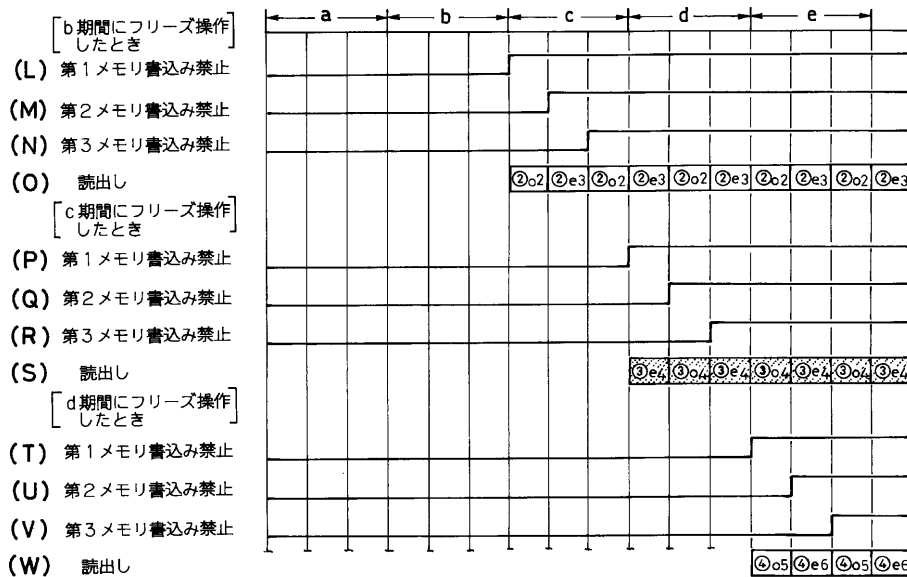 a b c d e
[b期間にフリーズ操作したとき]
(L) 第1メモリ書込み禁止
(M) 第2メモリ書込み禁止
(N) 第3メモリ書込み禁止
(O) 読出し ②o2 ②e3 ②o2 ②e3 ②o2 ②e3 ②o2 ②e3 ②o2 ②e3
[c期間にフリーズ操作したとき]
(P) 第1メモリ書込み禁止
(Q) 第2メモリ書込み禁止
(R) 第3メモリ書込み禁止
(S) 読出し ③e4 ③o4 ③e4 ③o4 ③e4 ③o4 ③e4
[d期間にフリーズ操作したとき]
(T) 第1メモリ書込み禁止
(U) 第2メモリ書込み禁止
(V) 第3メモリ書込み禁止
(W) 読出し ④o5 ④e6 ④o5 ④e6